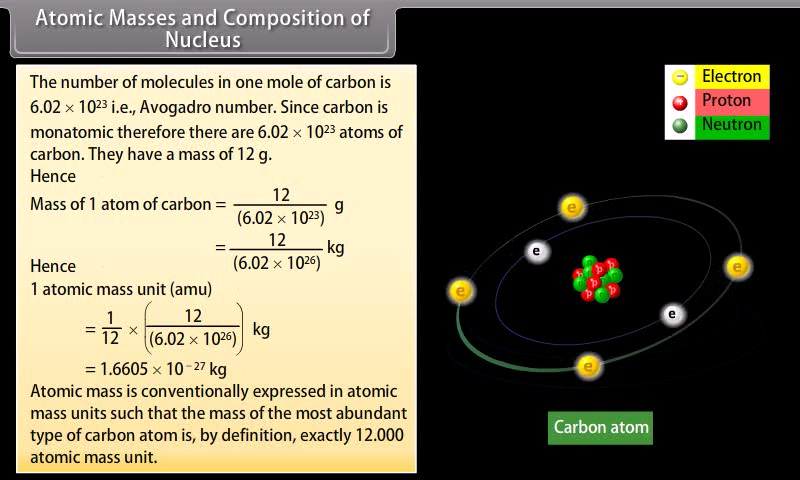 Atomic Masses and Composition of
Nucleus
The number of molecules in one mole of carbon is
6.02 × 10²³ i.e., Avogadro number. Since carbon is
monatomic therefore there are 6.02 × 10²³ atoms of
carbon. They have a mass of 12 g.
Hence
Mass of 1 atom of carbon = 12 / (6.02 × 10²³) g
= 12 / (6.02 × 10²⁶) kg
Hence
1 atomic mass unit (amu)
= 1/12 × (12 / (6.02 × 10²⁶)) kg
= 1.6605 × 10⁻²⁷ kg
Atomic mass is conventionally expressed in atomic
mass units such that the mass of the most abundant
type of carbon atom is, by definition, exactly 12.000
atomic mass unit.
− Electron
+ Proton
Neutron
e
e
e
e
e
e
p
p
p
p
p
p
Carbon atom